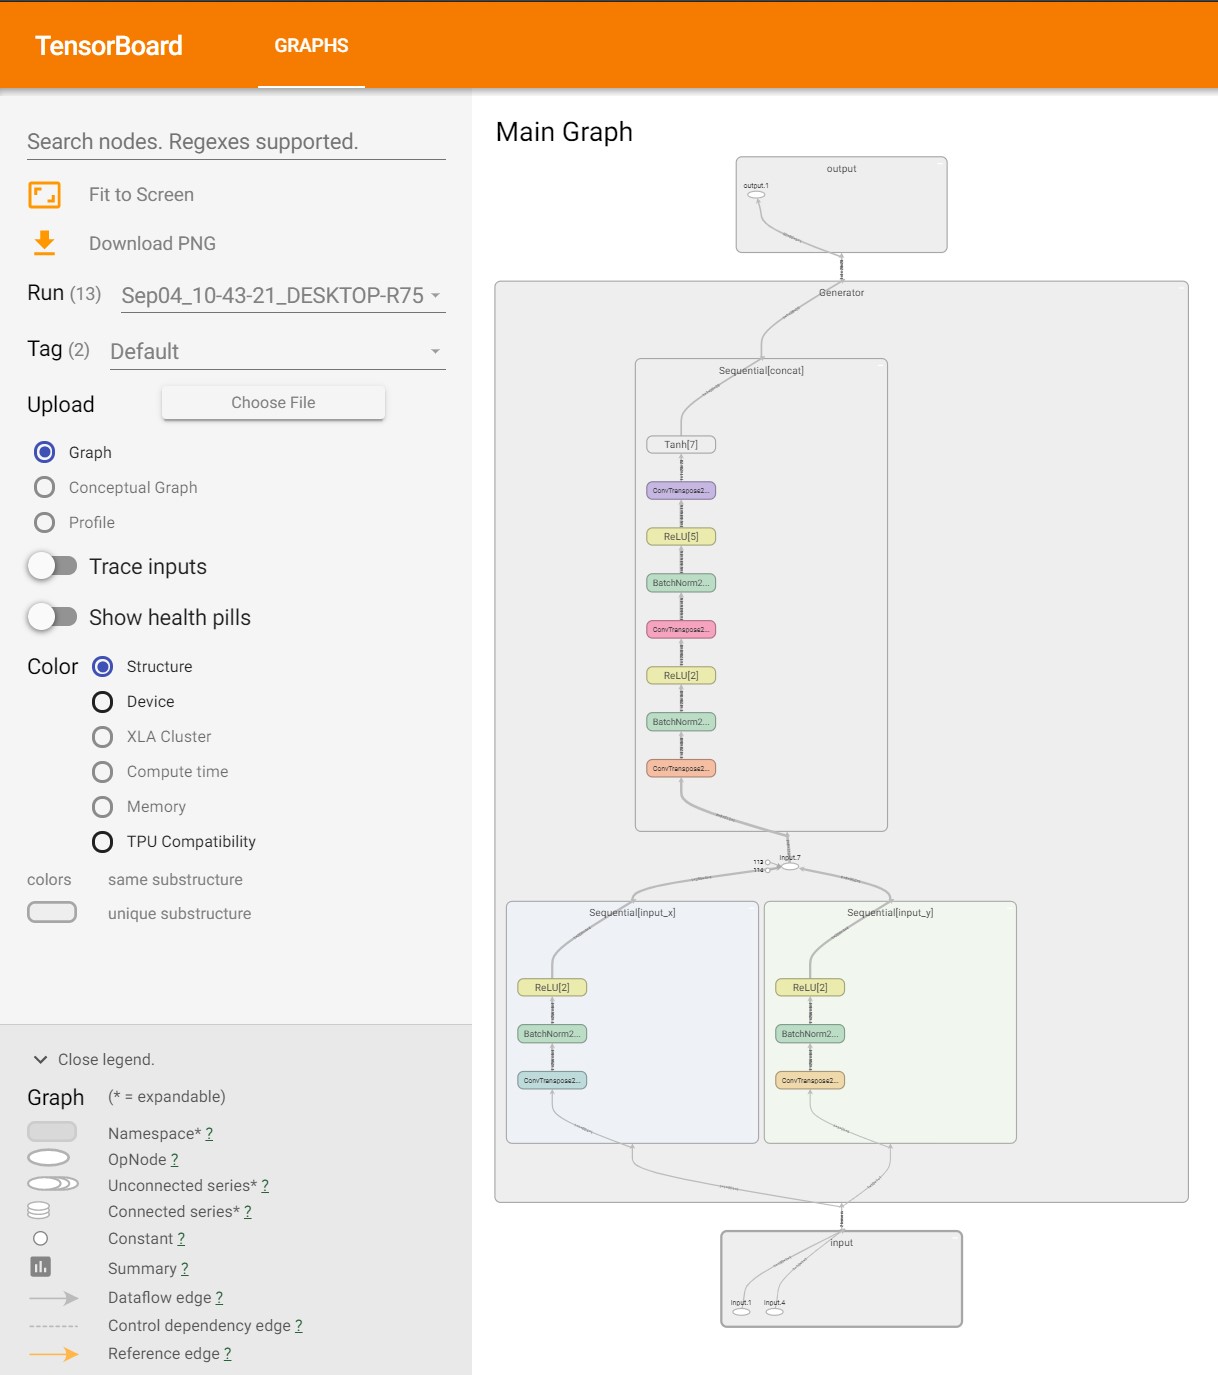 TensorBoard
GRAPHS
Search nodes. Regexes supported.
Fit to Screen
Download PNG
Run (13) Sep04_10-43-21_DESKTOP-R75
Tag (2) Default
Upload Choose File
Graph
Conceptual Graph
Profile
Trace inputs
Show health pills
Color Structure
Device
XLA Cluster
Compute time
Memory
TPU Compatibility
colors same substructure
unique substructure
Close legend.
Graph (* = expandable)
Namespace* ?
OpNode ?
Unconnected series* ?
Connected series* ?
Constant ?
Summary ?
Dataflow edge ?
Control dependency edge ?
Reference edge ?
Main Graph
output
output.1
Generator
Sequential[concat]
Tanh[7]
ConvTranspose2...
ReLU[5]
BatchNorm2...
ConvTranspose2...
ReLU[2]
BatchNorm2...
ConvTranspose2...
input.7
113
114
Sequential[input_x]
ReLU[2]
BatchNorm2...
ConvTranspose2...
Sequential[input_y]
ReLU[2]
BatchNorm2...
ConvTranspose2...
input
input.1
input.4